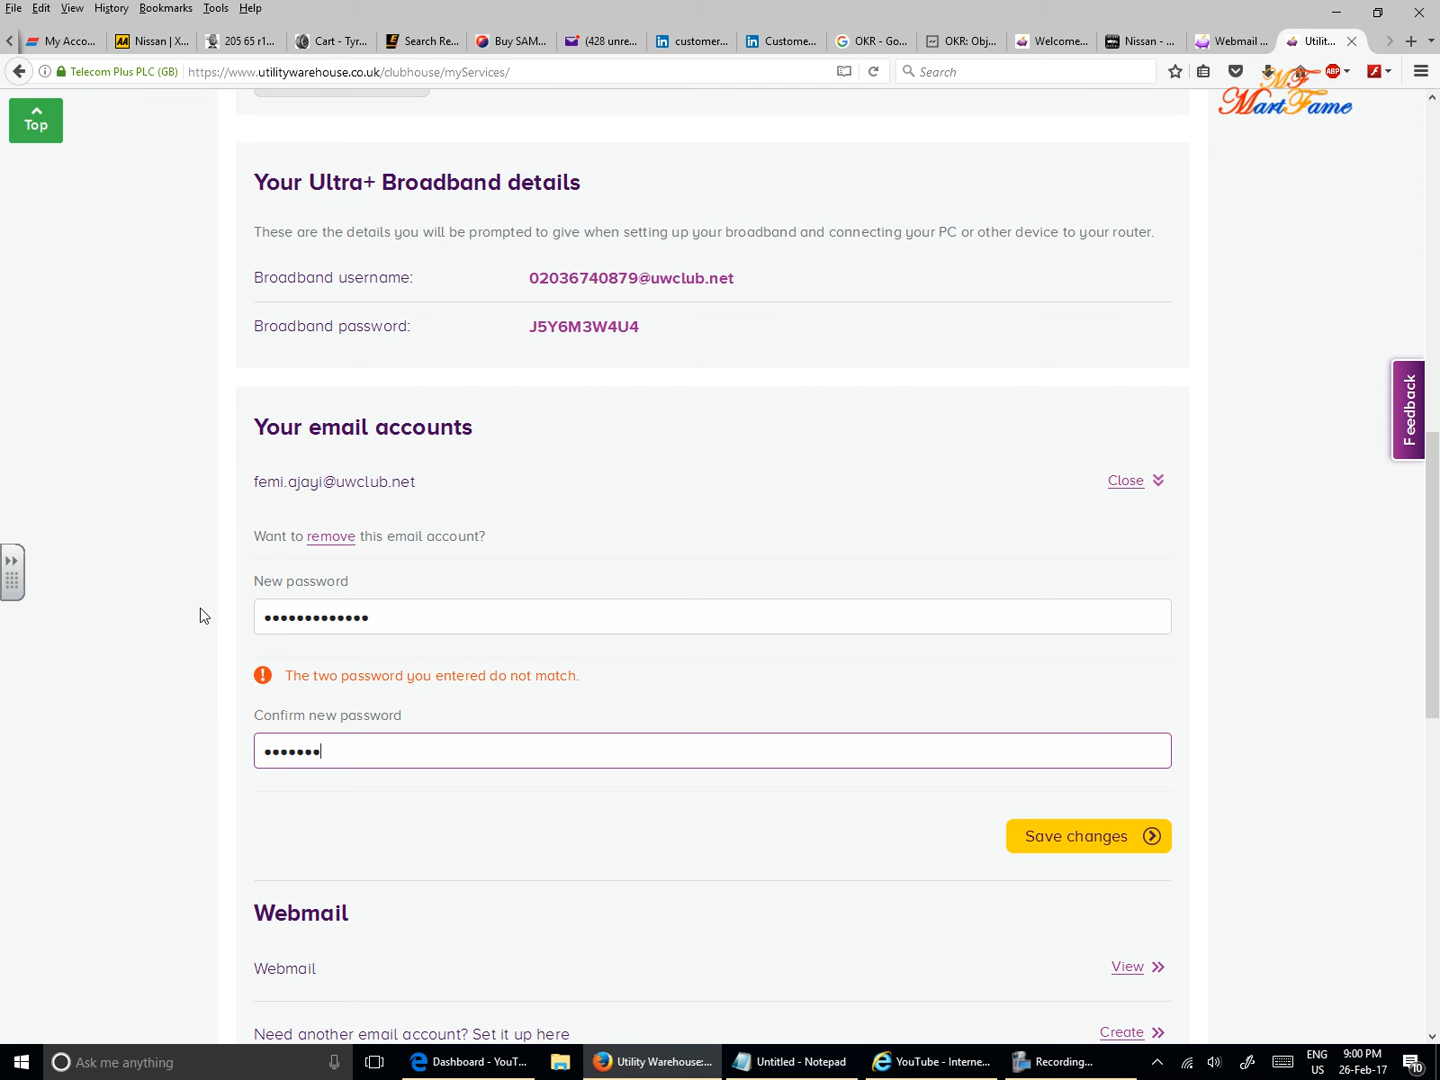 File Edit View History Bookmarks Tools Help
My Acco... Nissan | X... 205 65 r1... Cart - Tyr... Search Re... Buy SAM... (428 unre... customer... Custome... OKR - Go... OKR: Obj... Welcome... Nissan - ... Webmail ... Utilit...
Telecom Plus PLC (GB) https://www.utilitywarehouse.co.uk/clubhouse/myServices/ Search ABP
MF
MartFame
Top
Your Ultra+ Broadband details
These are the details you will be prompted to give when setting up your broadband and connecting your PC or other device to your router.
Broadband username: 02036740879@uwclub.net
Broadband password: J5Y6M3W4U4
Feedback
Your email accounts
femi.ajayi@uwclub.net Close
Want to remove this email account?
New password
•••••••••••••
The two password you entered do not match.
Confirm new password
•••••••
Save changes
Webmail
Webmail View
Need another email account? Set it up here Create
Ask me anything Dashboard - YouT... Utility Warehouse:... Untitled - Notepad YouTube - Interne... Recording... ENG US 9:00 PM 26-Feb-17 10